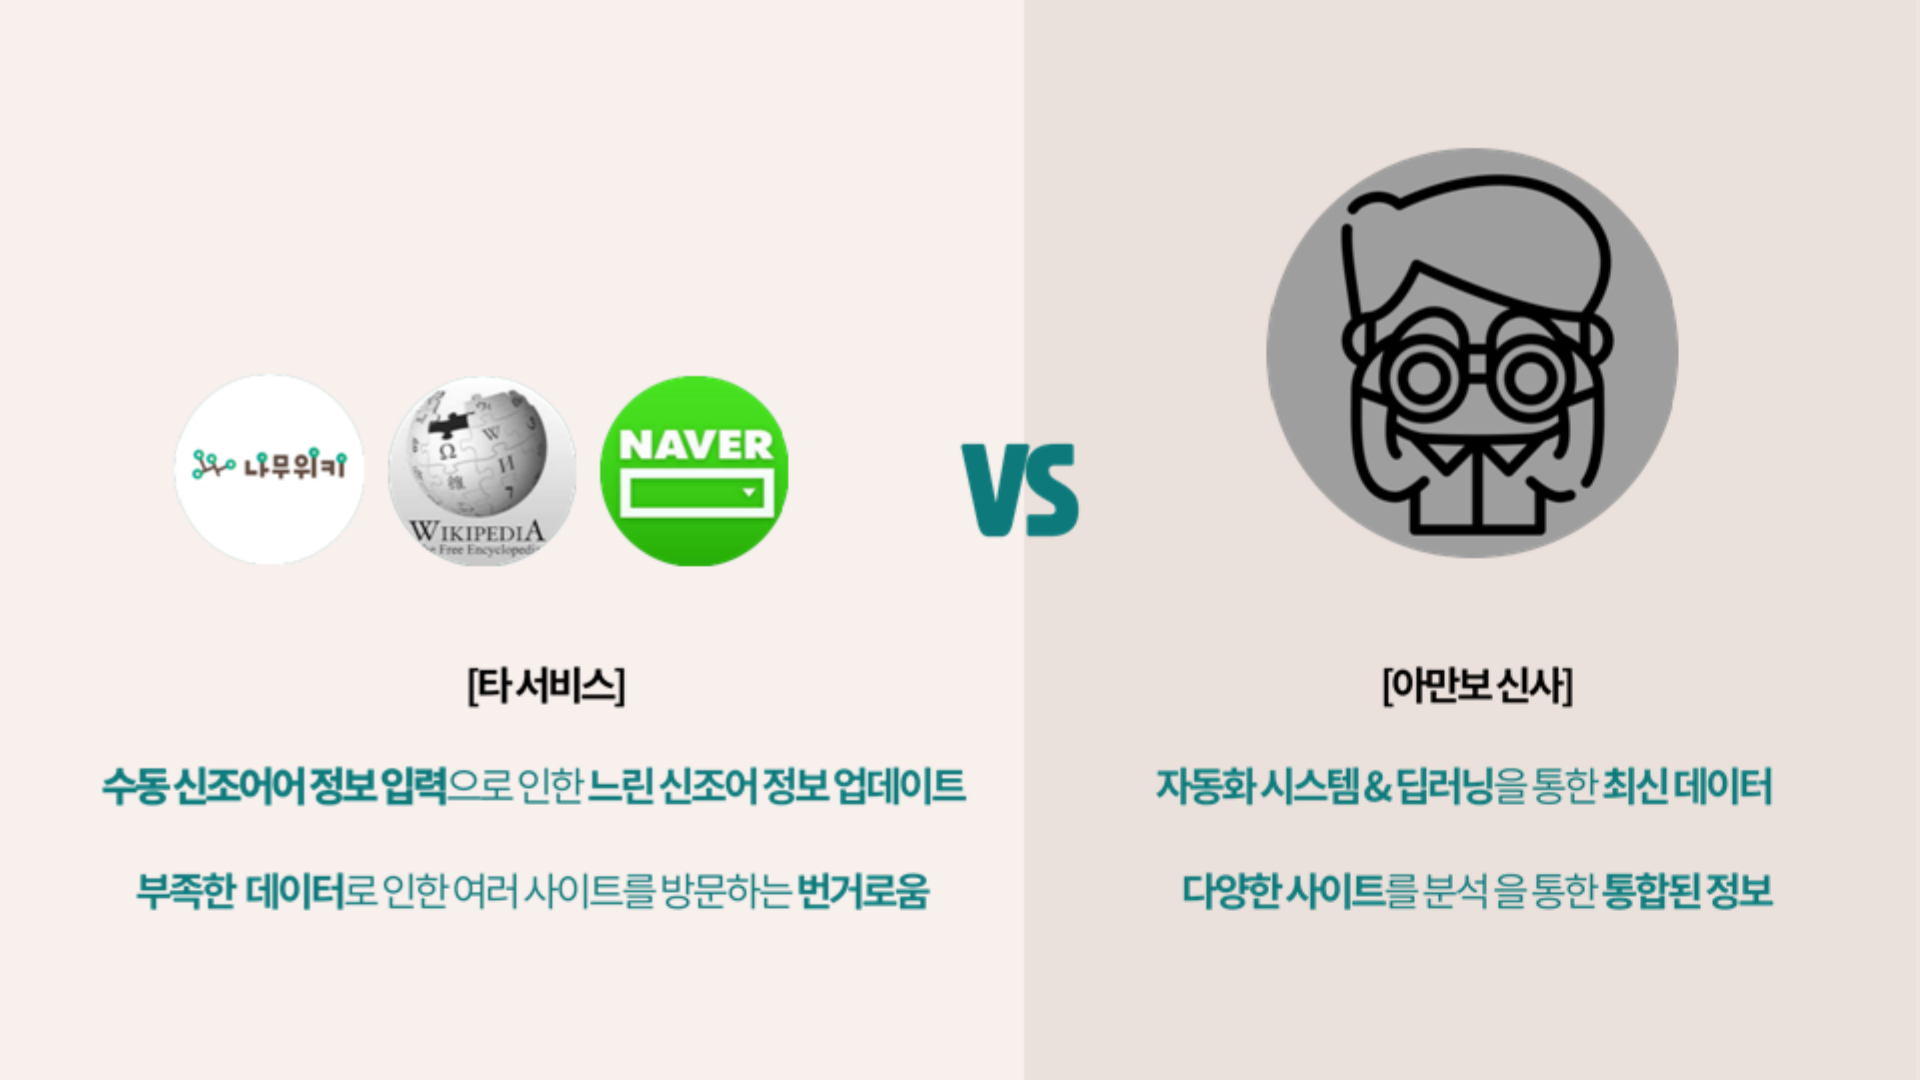 나무위키
WIKIPEDIA
Free Encyclopedia
NAVER
VS
[타 서비스]
수동 신조어어 정보 입력으로 인한 느린 신조어 정보 업데이트
부족한 데이터로 인한 여러 사이트를 방문하는 번거로움
[아만보 신사]
자동화 시스템 & 딥러닝을 통한 최신 데이터
다양한 사이트를 분석 을 통한 통합된 정보